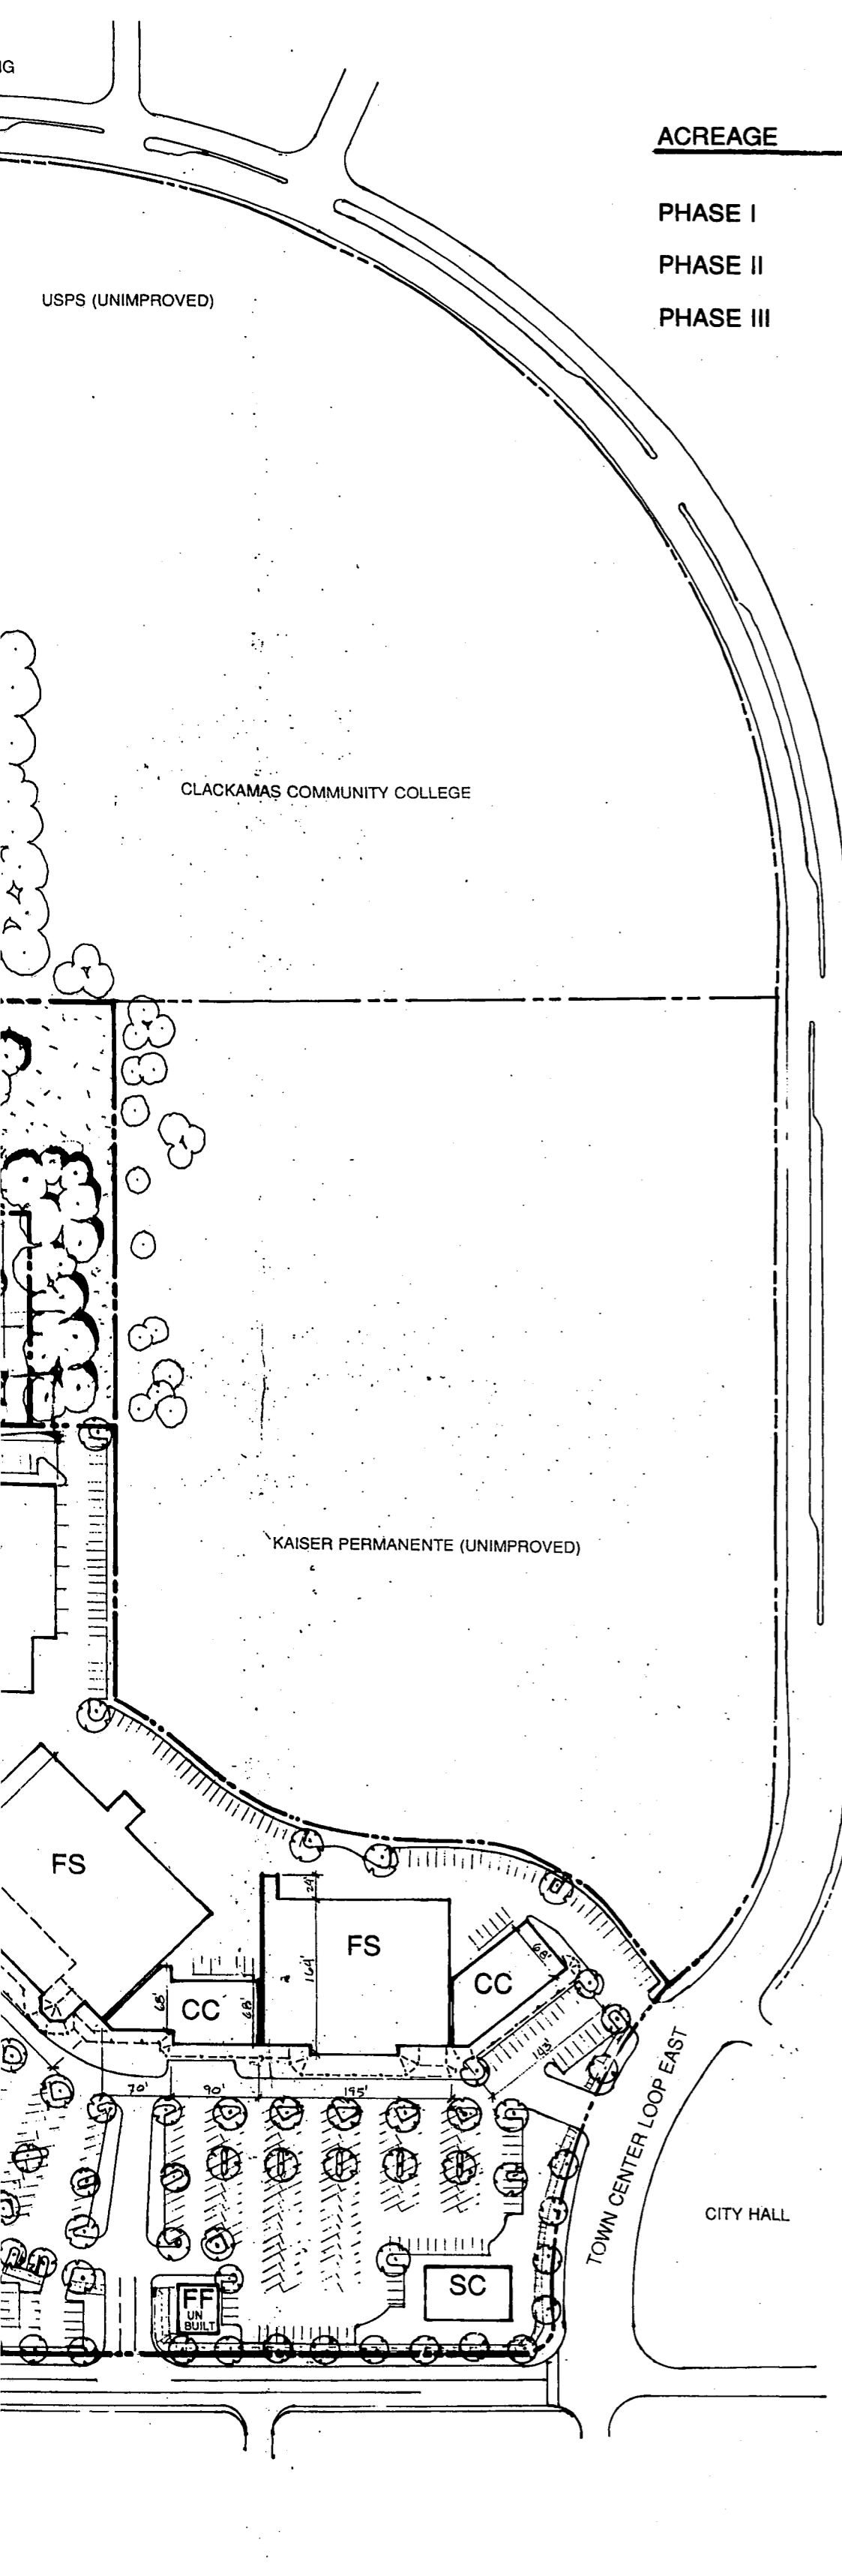 IG
ACREAGE
PHASE I
PHASE II
PHASE III
USPS (UNIMPROVED)
CLACKAMAS COMMUNITY COLLEGE
KAISER PERMANENTE (UNIMPROVED)
FS
24'
FS
164'
68'
CC
68'
CC
68'
143'
70'
90'
195'
TOWN CENTER LOOP EAST
CITY HALL
SC
FF
UN
BUILT